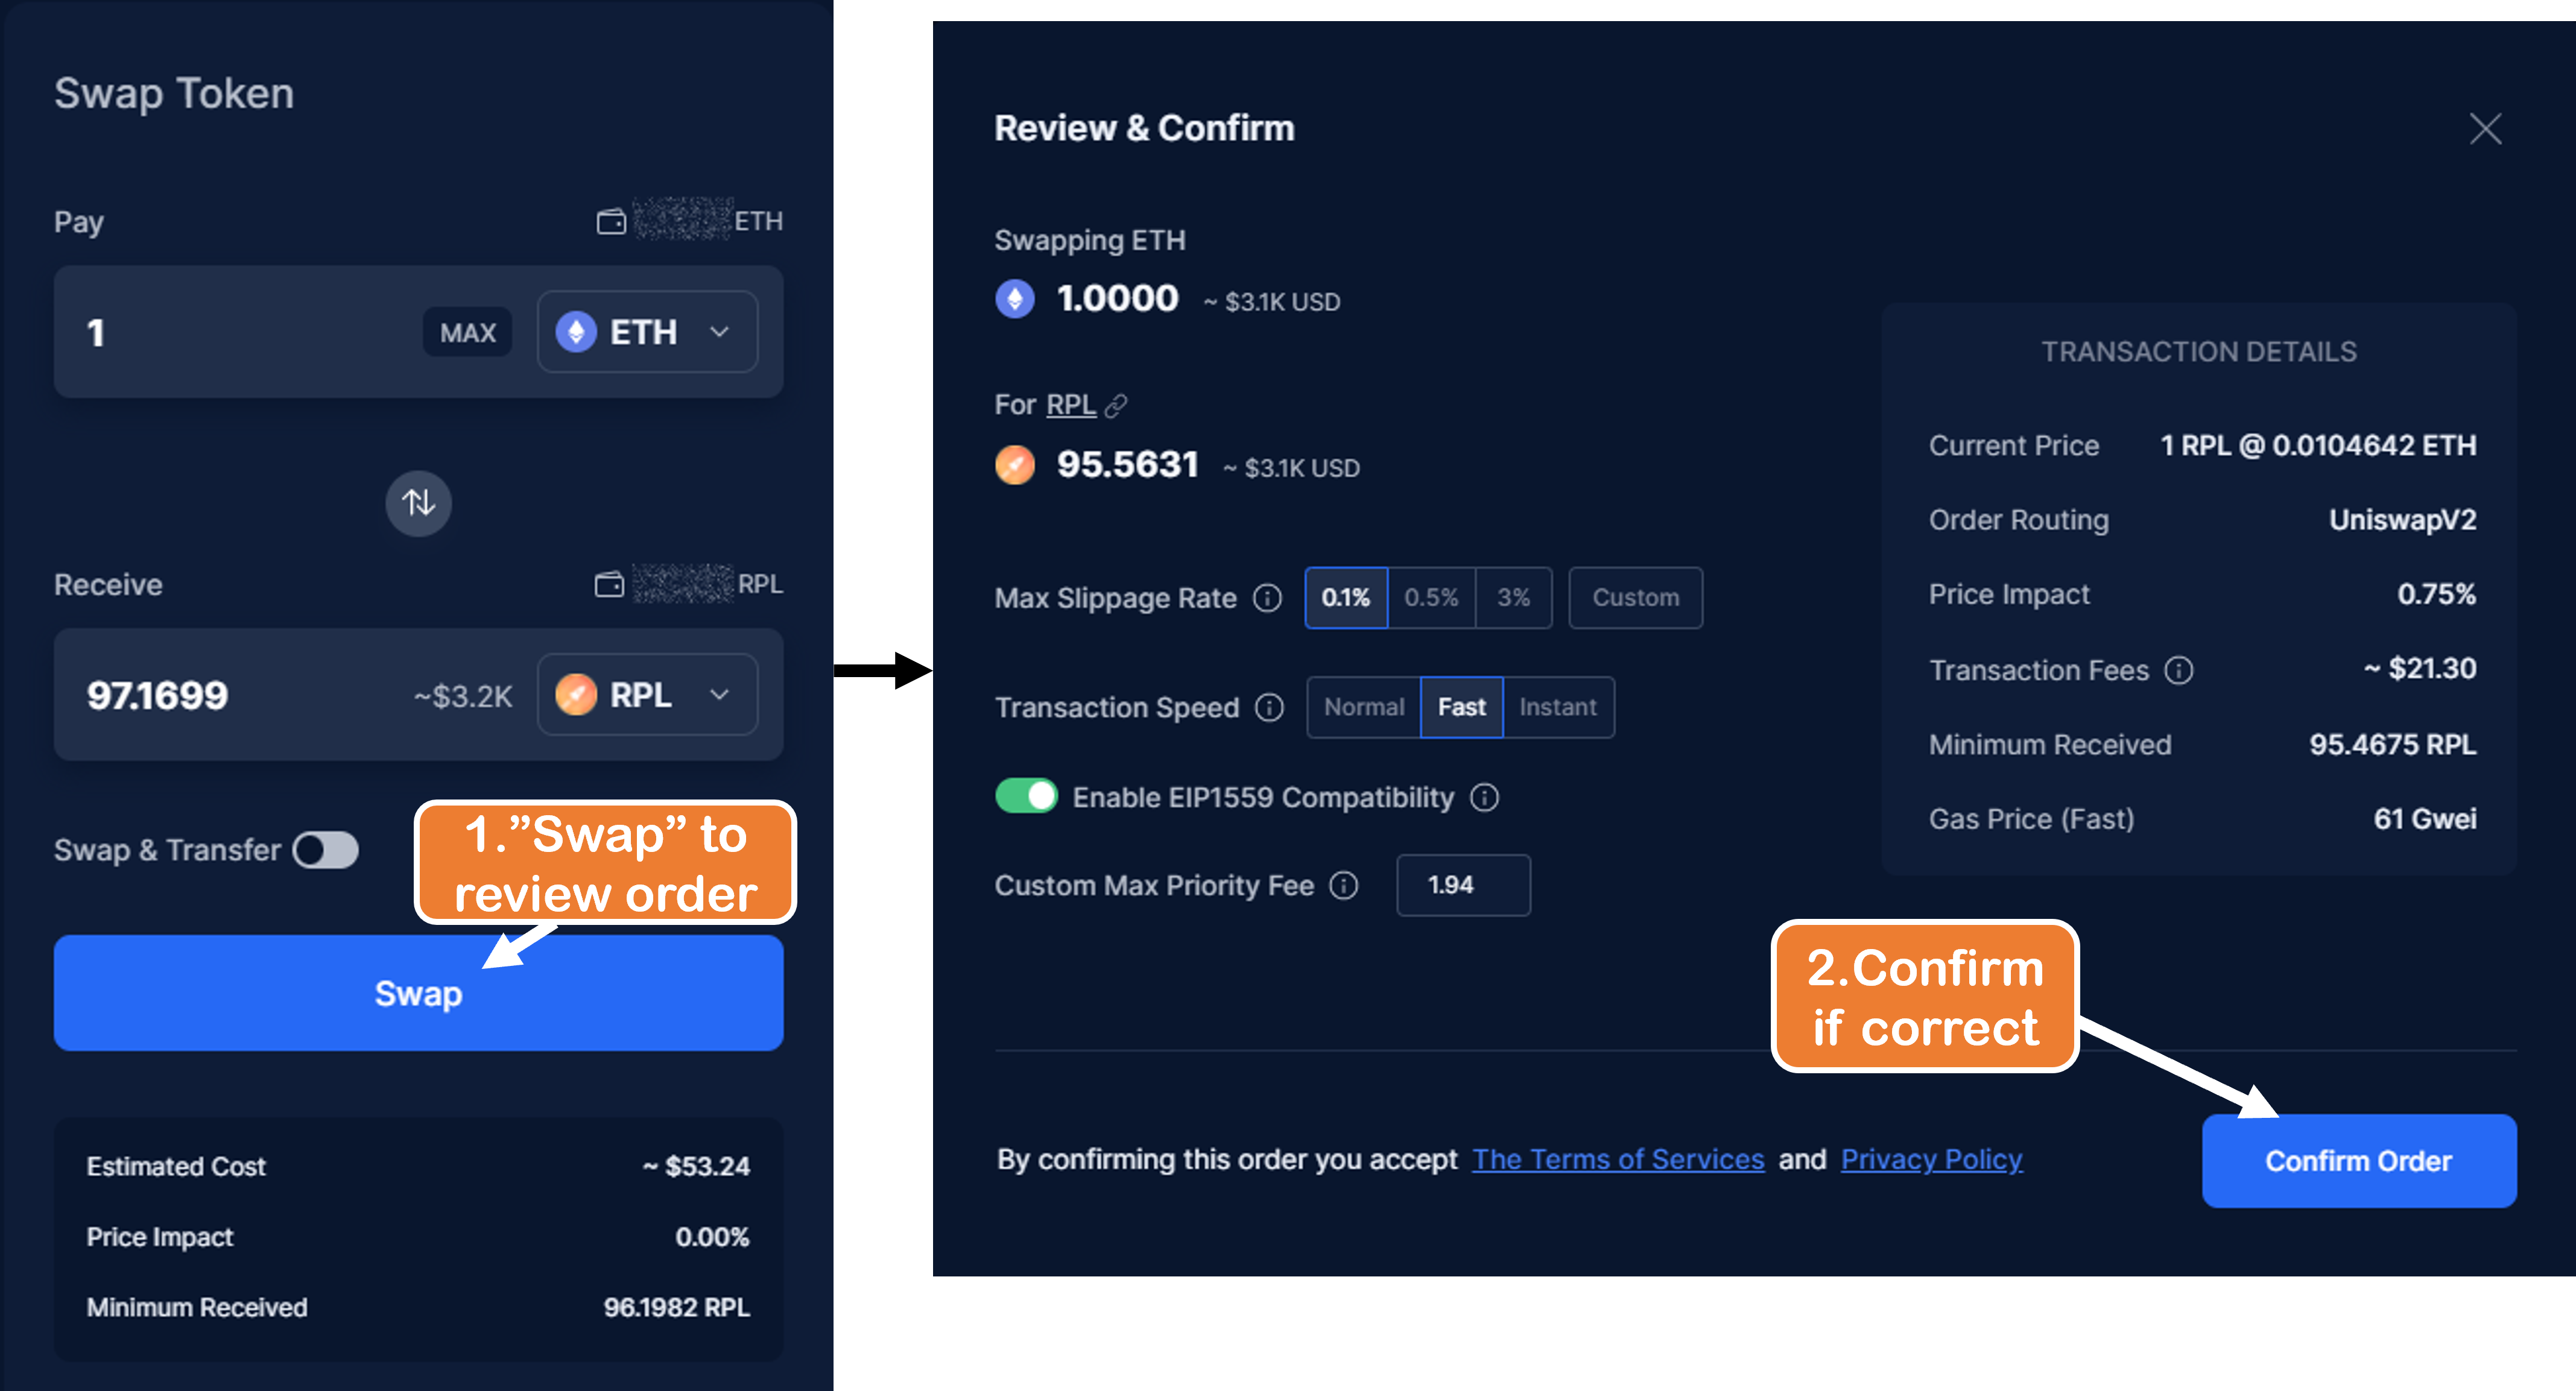 Swap Token
Pay
ETH
1
MAX
ETH
Receive
RPL
97.1699
~$3.2K
RPL
Swap & Transfer
1.”Swap” to
review order
Swap
Estimated Cost
~ $53.24
Price Impact
0.00%
Minimum Received
96.1982 RPL
Review & Confirm
Swapping ETH
1.0000 ~ $3.1K USD
For RPL
95.5631 ~ $3.1K USD
Max Slippage Rate
0.1%
0.5%
3%
Custom
Transaction Speed
Normal
Fast
Instant
Enable EIP1559 Compatibility
Custom Max Priority Fee
1.94
TRANSACTION DETAILS
Current Price
1 RPL @ 0.0104642 ETH
Order Routing
UniswapV2
Price Impact
0.75%
Transaction Fees
~ $21.30
Minimum Received
95.4675 RPL
Gas Price (Fast)
61 Gwei
2.Confirm
if correct
By confirming this order you accept The Terms of Services and Privacy Policy
Confirm Order